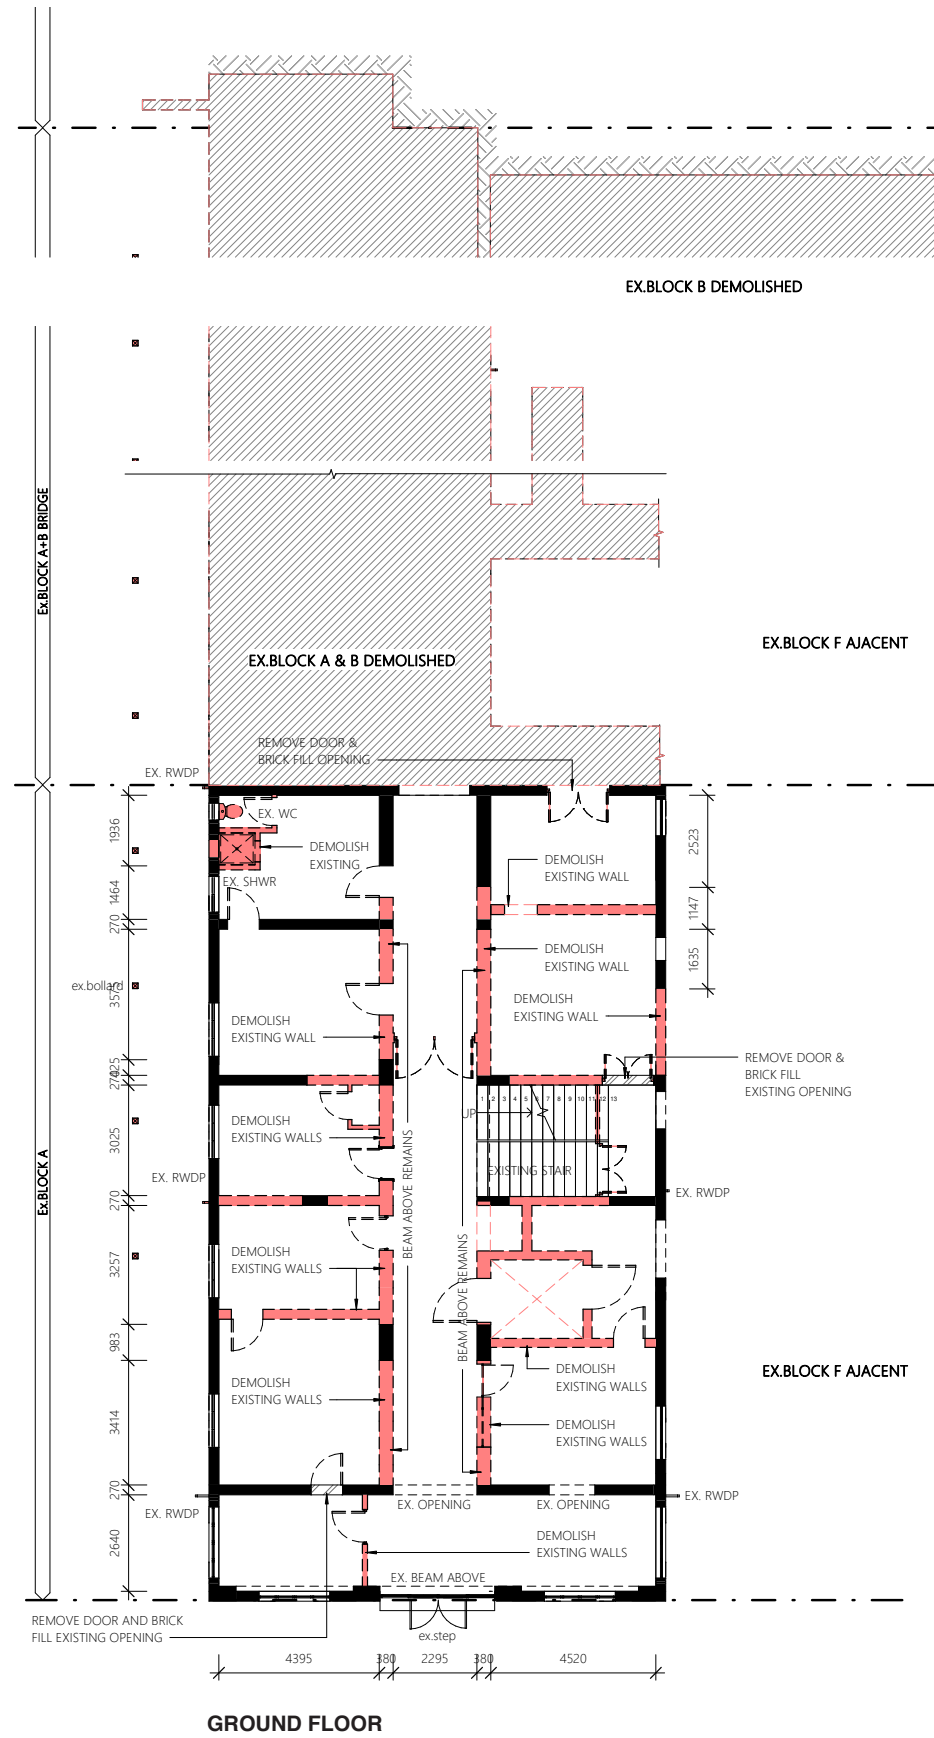 EX.BLOCK B DEMOLISHED
Ex.BLOCK A+B BRIDGE
EX.BLOCK F AJACENT
EX.BLOCK A & B DEMOLISHED
REMOVE DOOR &
BRICK FILL OPENING
EX. RWDP
EX. WC
DEMOLISH
EXISTING
EX. SHWR
1936
1464
270
3575
ex.bollard
425
270
3025
270
3257
983
3414
270
2640
Ex.BLOCK A
DEMOLISH
EXISTING WALL
2523
1147
1635
DEMOLISH
EXISTING WALL
DEMOLISH
EXISTING WALL
DEMOLISH
EXISTING WALL
REMOVE DOOR &
BRICK FILL
EXISTING OPENING
1 2 3 4 5 6 7 8 9 10 11 12 13
UP
EXISTING STAIR
DEMOLISH
EXISTING WALLS
BEAM ABOVE REMAINS
EX. RWDP
EX. RWDP
BEAM ABOVE REMAINS
DEMOLISH
EXISTING WALLS
DEMOLISH
EXISTING WALLS
DEMOLISH
EXISTING WALLS
EX.BLOCK F AJACENT
DEMOLISH
EXISTING WALLS
EX. RWDP
EX. OPENING
EX. OPENING
EX. RWDP
DEMOLISH
EXISTING WALLS
EX. BEAM ABOVE
REMOVE DOOR AND BRICK
FILL EXISTING OPENING
ex.step
4395
380
2295
380
4520
GROUND FLOOR